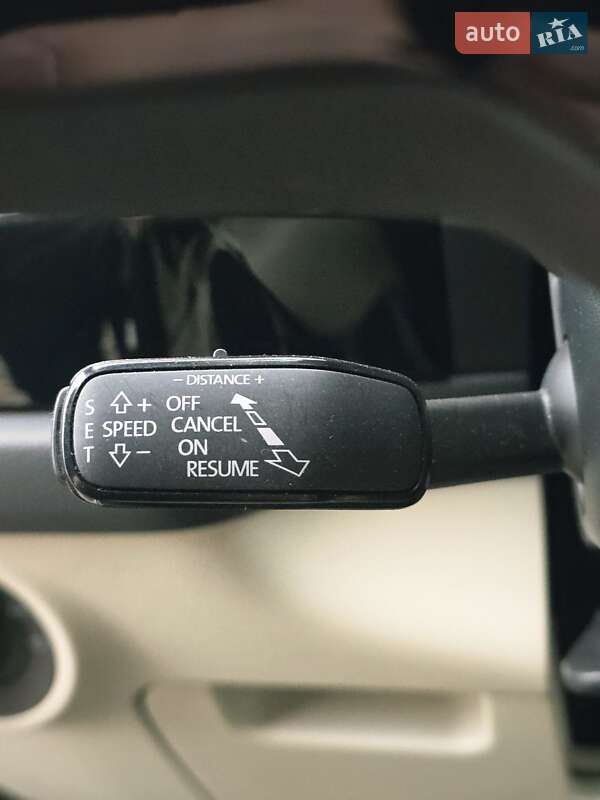 auto RIA
.com
− DISTANCE +
S + OFF
E SPEED CANCEL
T − ON
RESUME